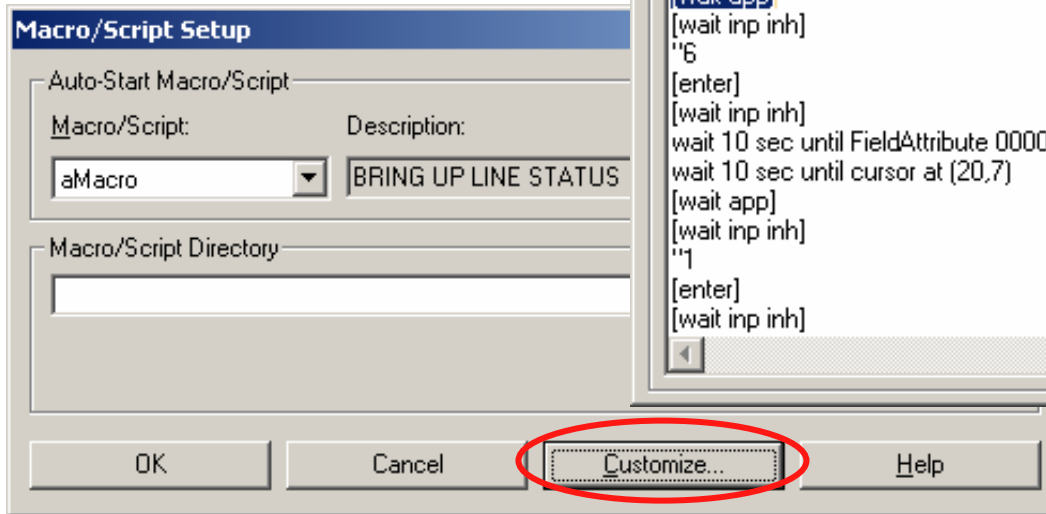 Macro/Script Setup
Auto-Start Macro/Script
Macro/Script:
Description:
aMacro
BRING UP LINE STATUS
Macro/Script Directory
OK
Cancel
Customize...
Help
[wait app]
[wait inp inh]
"6
[enter]
[wait inp inh]
wait 10 sec until FieldAttribute 0000
wait 10 sec until cursor at (20,7)
[wait app]
[wait inp inh]
"1
[enter]
[wait inp inh]